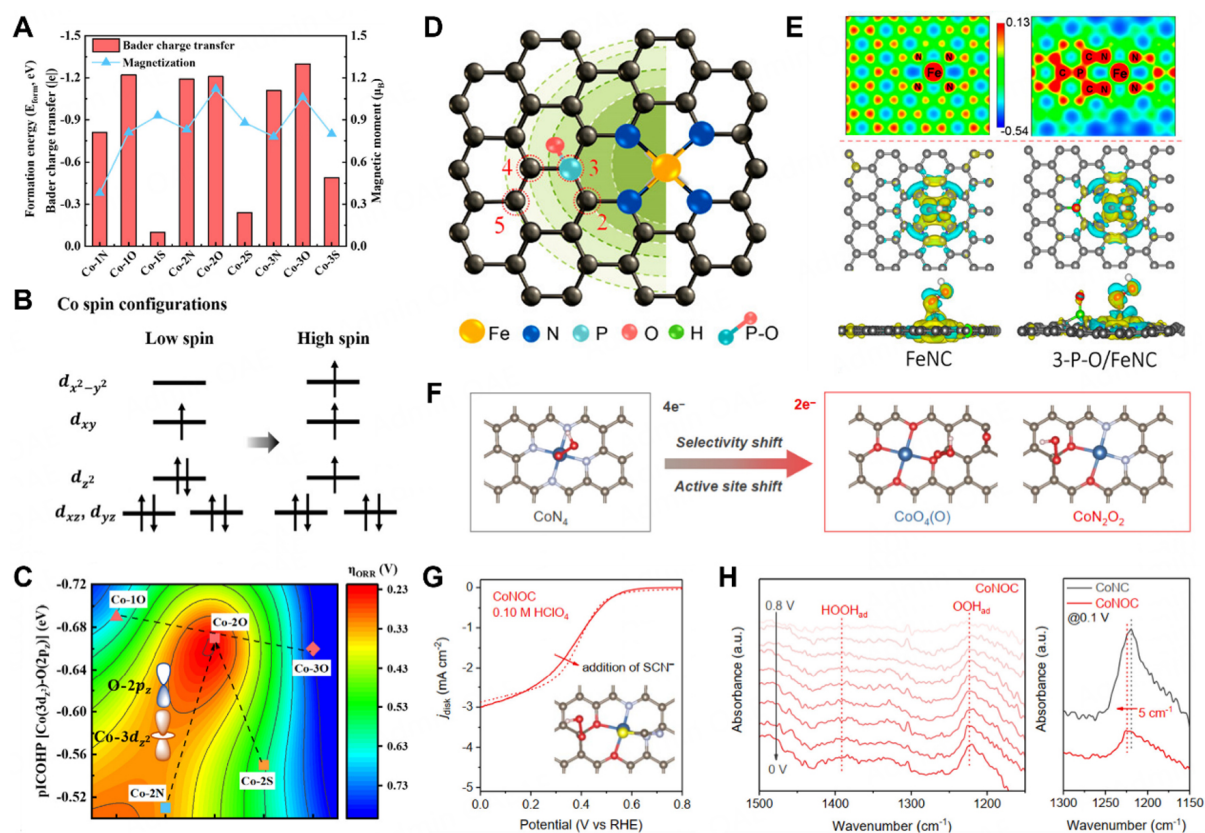 A
Formation energy (E_form, eV)
Bader charge transfer (|e|)
-1.5
-1.2
-0.9
-0.6
-0.3
0.0
Bader charge transfer
Magnetization
1.5
1.2
0.9
0.6
0.3
0.0
Magnetic moment (μ_B)
Co-1N
Co-1O
Co-1S
Co-2N
Co-2O
Co-2S
Co-3N
Co-3O
Co-3S
B
Co spin configurations
Low spin
High spin
d_x²−y²
d_xy
d_z²
d_xz, d_yz
C
pICOHP [Co(3d_z²)-O(2p_z)] (eV)
-0.72
-0.68
-0.64
-0.60
-0.56
-0.52
Co-1O
Co-2O
Co-3O
O-2p_z
Co-3d_z²
Co-2S
Co-2N
η_ORR (V)
0.23
0.33
0.43
0.53
0.63
0.73
D
4
3
5
2
Fe
N
P
O
H
P-O
E
N
N
Fe
N
N
0.13
-0.54
C
N
N
C
P
Fe
C
N
N
FeNC
3-P-O/FeNC
F
CoN₄
4e⁻
2e⁻
Selectivity shift
Active site shift
CoO₄(O)
CoN₂O₂
G
CoNOC
0.10 M HClO₄
addition of SCN⁻
j_disk (mA cm⁻²)
0
-1
-2
-3
-4
-5
0.0
0.2
0.4
0.6
0.8
Potential (V vs RHE)
H
Absorbance (a.u.)
0.8 V
0 V
HOOH_ad
OOH_ad
1500
1400
1300
1200
Wavenumber (cm⁻¹)
Absorbance (a.u.)
CoNC
CoNOC
@0.1 V
5 cm⁻¹
1300
1250
1200
1150
Wavenumber (cm⁻¹)